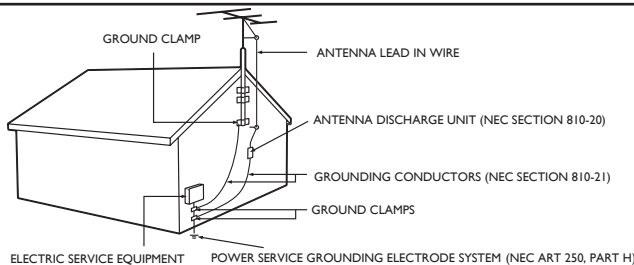 GROUND CLAMP
ANTENNA LEAD IN WIRE
ANTENNA DISCHARGE UNIT (NEC SECTION 810-20)
GROUNDING CONDUCTORS (NEC SECTION 810-21)
GROUND CLAMPS
ELECTRIC SERVICE EQUIPMENT
POWER SERVICE GROUNDING ELECTRODE SYSTEM (NEC ART 250, PART H)